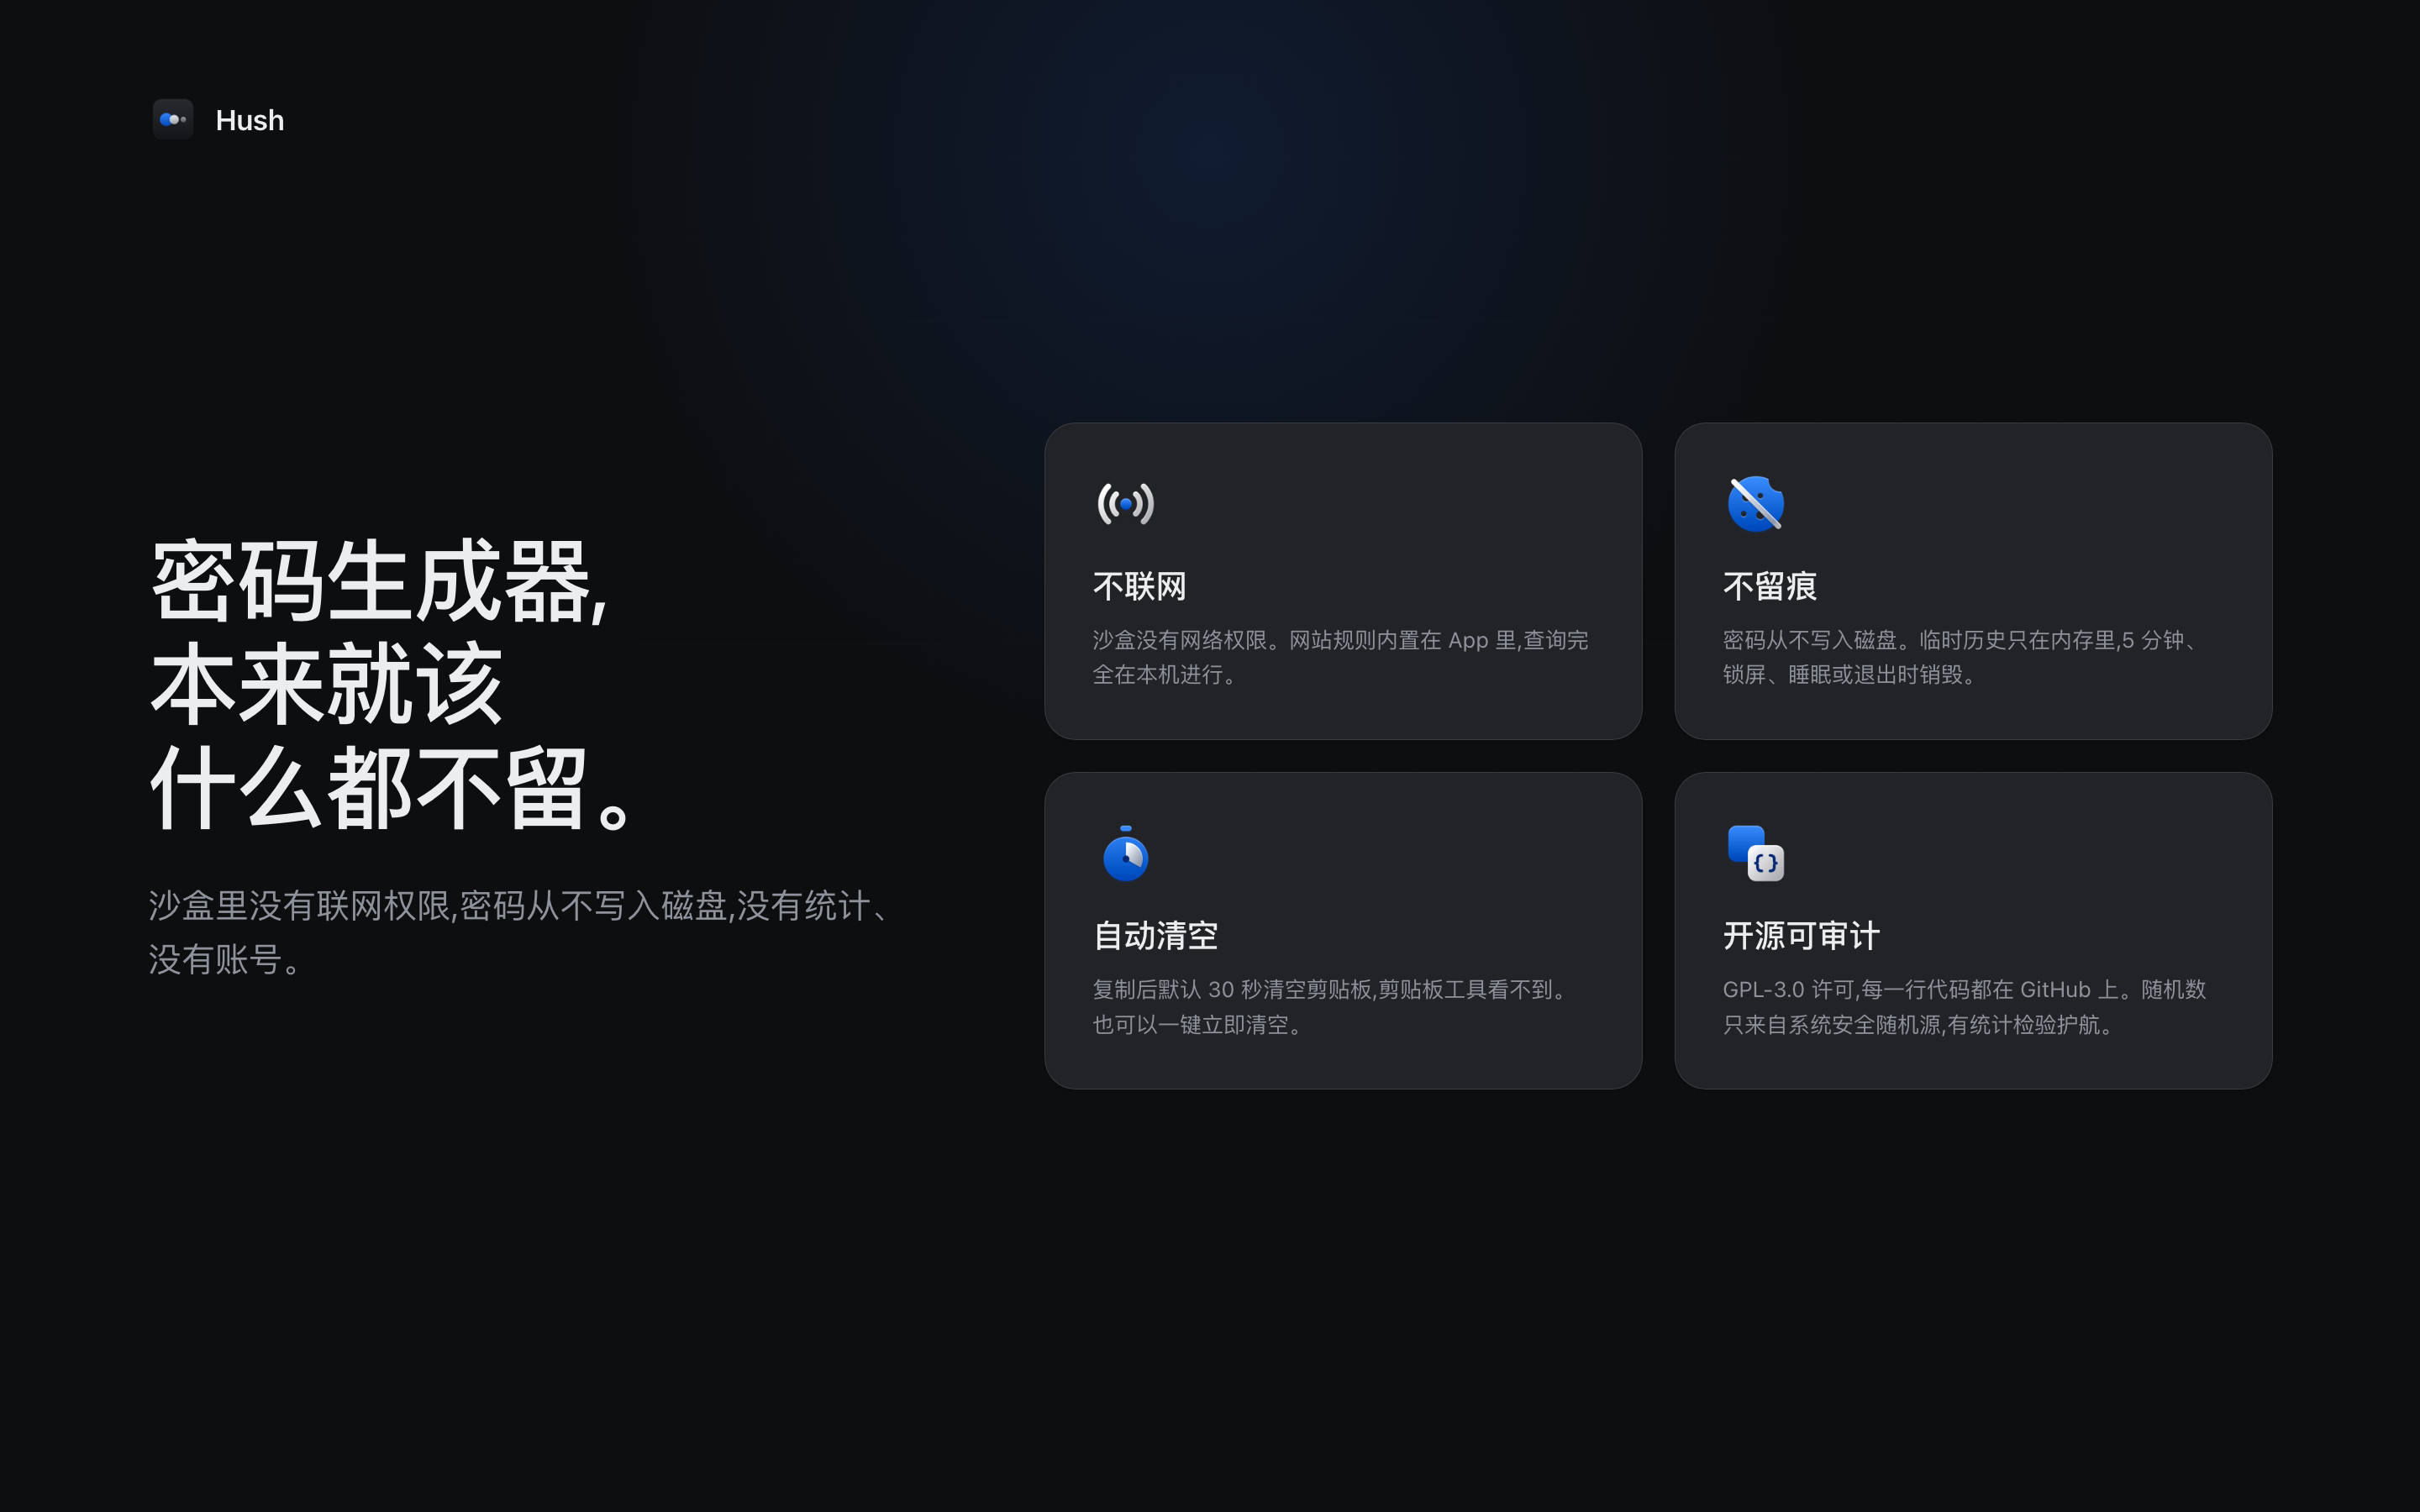 Hush
密码生成器,
本来就该
什么都不留。
沙盒里没有联网权限,密码从不写入磁盘,没有统计、
没有账号。
不联网
沙盒没有网络权限。网站规则内置在 App 里,查询完
全在本机进行。
不留痕
密码从不写入磁盘。临时历史只在内存里,5 分钟、
锁屏、睡眠或退出时销毁。
自动清空
复制后默认 30 秒清空剪贴板,剪贴板工具看不到。
也可以一键立即清空。
开源可审计
GPL-3.0 许可,每一行代码都在 GitHub 上。随机数
只来自系统安全随机源,有统计检验护航。